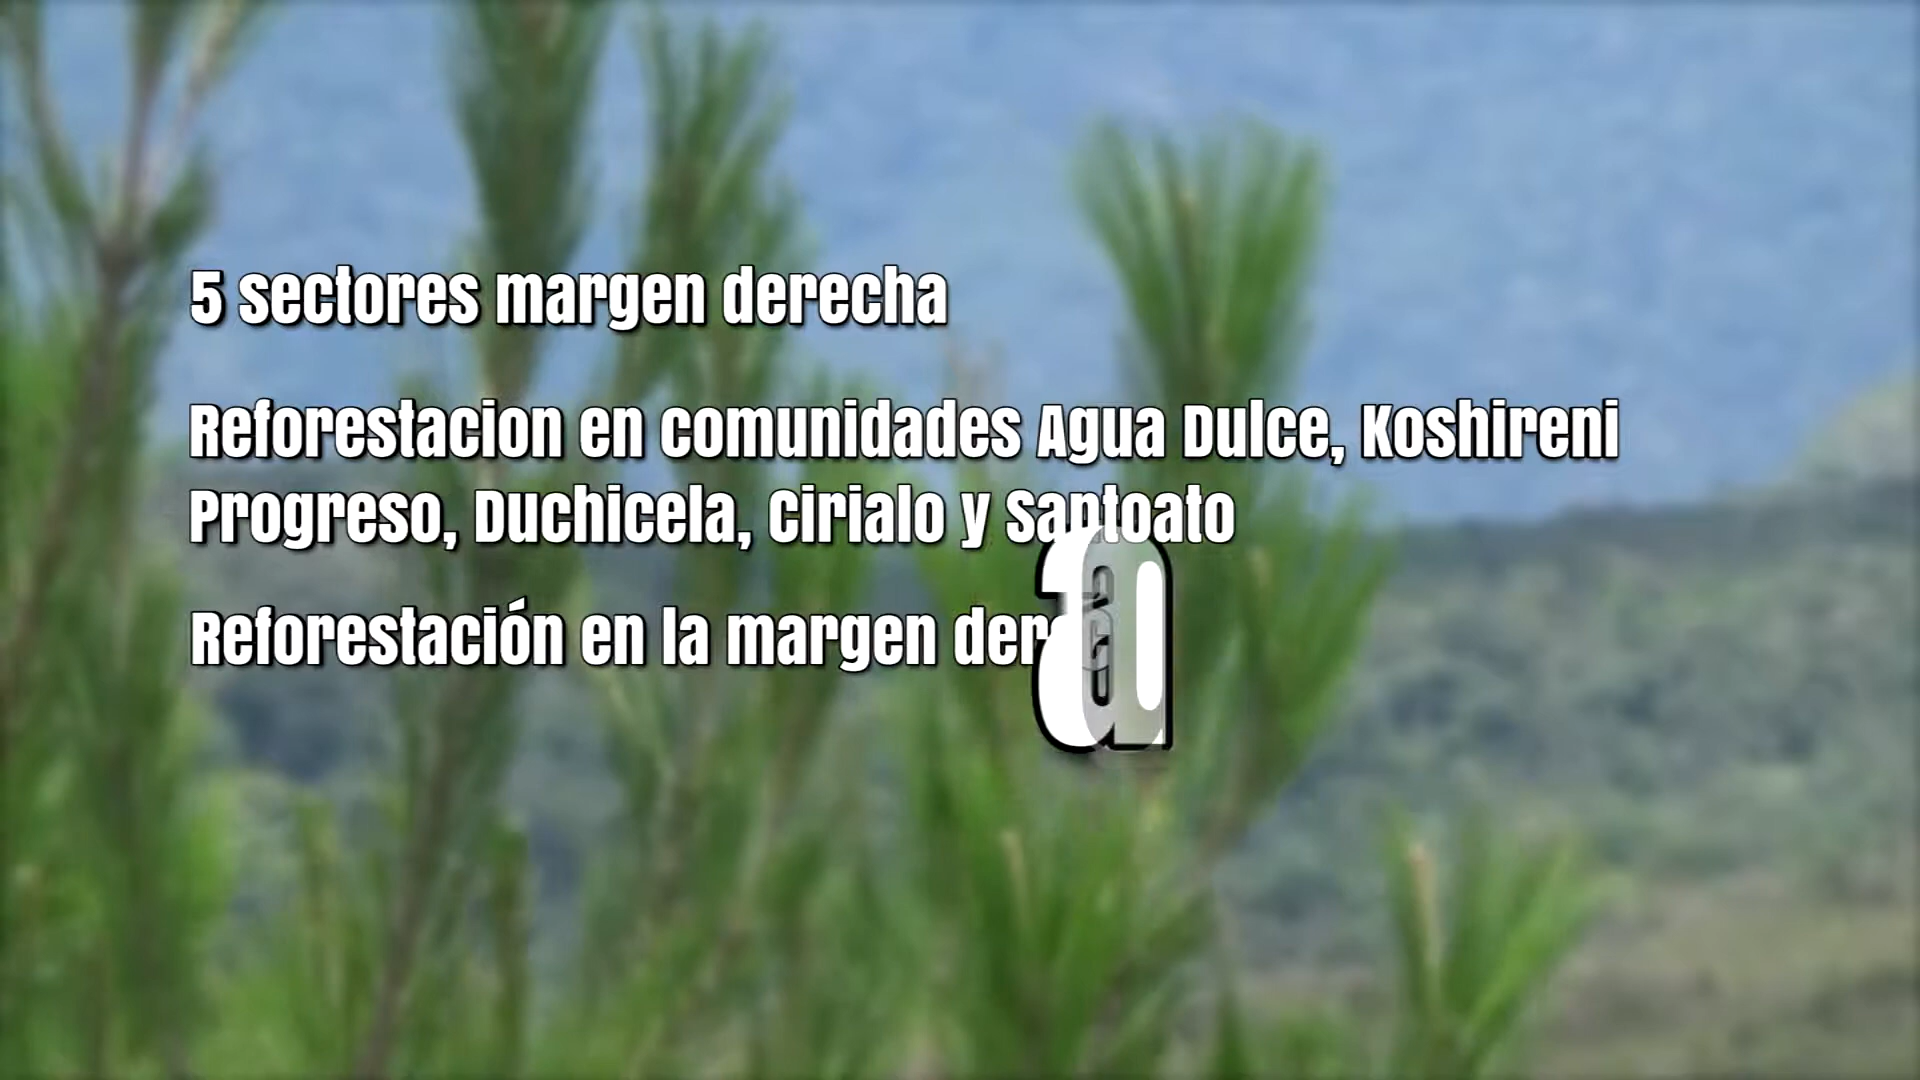 5 sectores margen derecha
Reforestacion en comunidades Agua Dulce, Koshireni
Progreso, Duchicela, Cirialo y Santoato
Reforestación en la margen